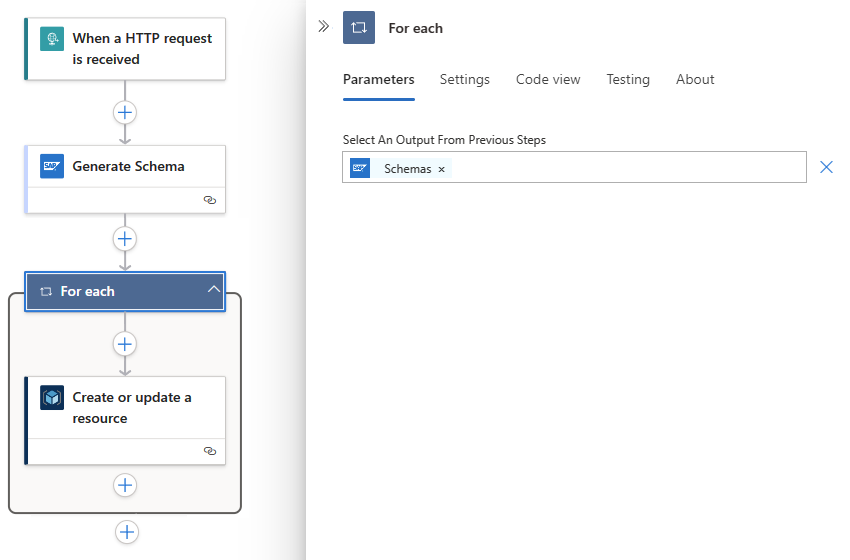 When a HTTP request
is received
SAP
Generate Schema
For each
Create or update a
resource
For each
Parameters Settings Code view Testing About
Select An Output From Previous Steps
SAP Schemas ×